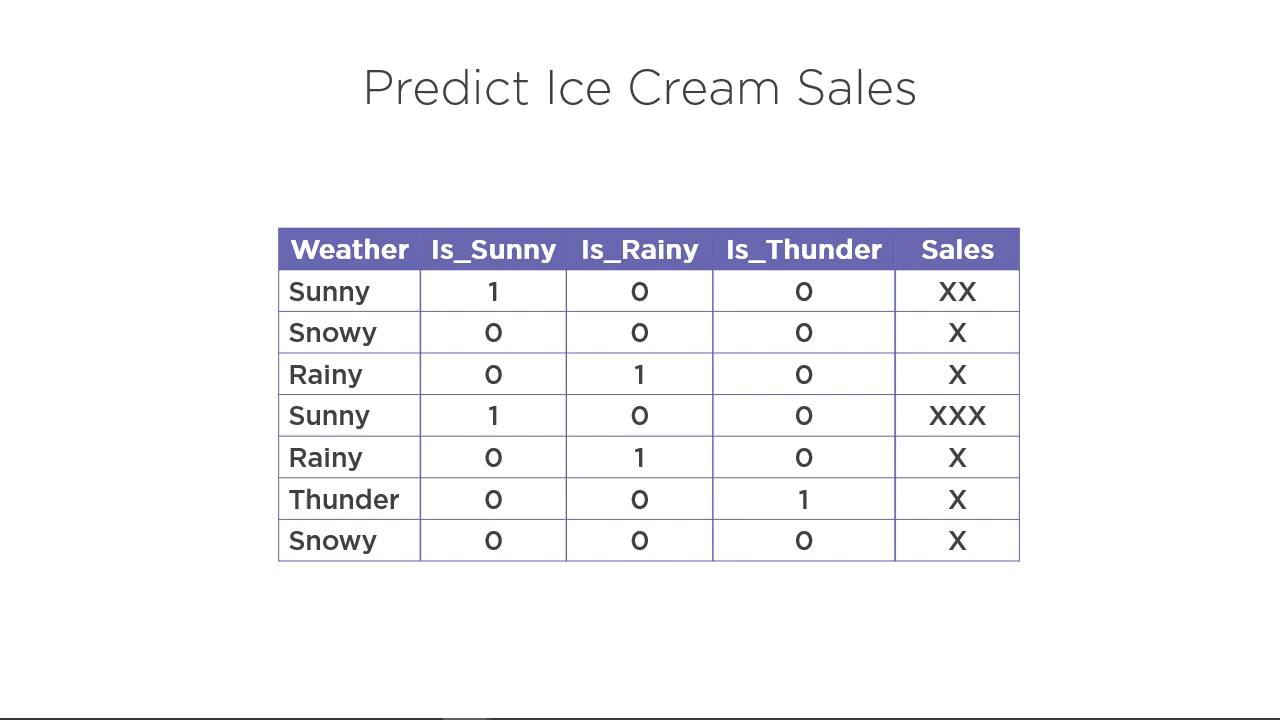 Predict Ice Cream Sales
Weather Is_Sunny Is_Rainy Is_Thunder Sales
Sunny 1 0 0 XX
Snowy 0 0 0 X
Rainy 0 1 0 X
Sunny 1 0 0 XXX
Rainy 0 1 0 X
Thunder 0 0 1 X
Snowy 0 0 0 X